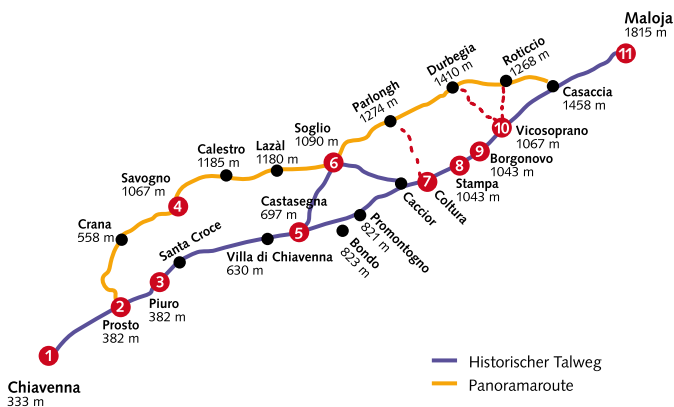 Maloja
1815 m
11
Roticcio
1268 m
Durbegia
1410 m
Casaccia
1458 m
Parlongh
1274 m
10
Vicosoprano
1067 m
Soglio
1090 m
6
9
Borgonovo
1043 m
Calestro
1185 m
Lazàl
1180 m
8
Stampa
1043 m
Savogno
1067 m
4
7
Coltura
Caccior
Castasegna
697 m
5
Promontogno
821 m
Bondo
823 m
Crana
558 m
Santa Croce
Villa di Chiavenna
630 m
3
Piuro
382 m
2
Prosto
382 m
1
Chiavenna
333 m
Historischer Talweg
Panoramaroute